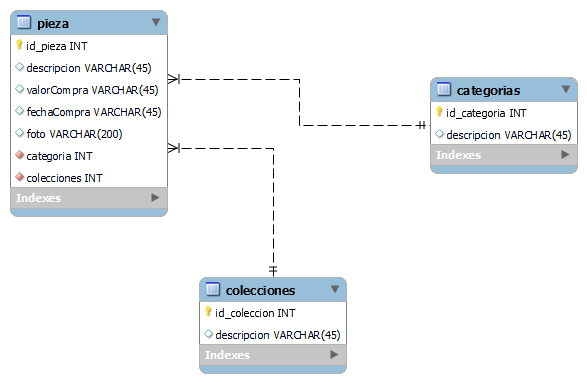 pieza
id_pieza INT
descripcion VARCHAR(45)
valorCompra VARCHAR(45)
fechaCompra VARCHAR(45)
foto VARCHAR(200)
categoria INT
colecciones INT
Indexes
categorias
id_categoria INT
descripcion VARCHAR(45)
Indexes
colecciones
id_coleccion INT
descripcion VARCHAR(45)
Indexes